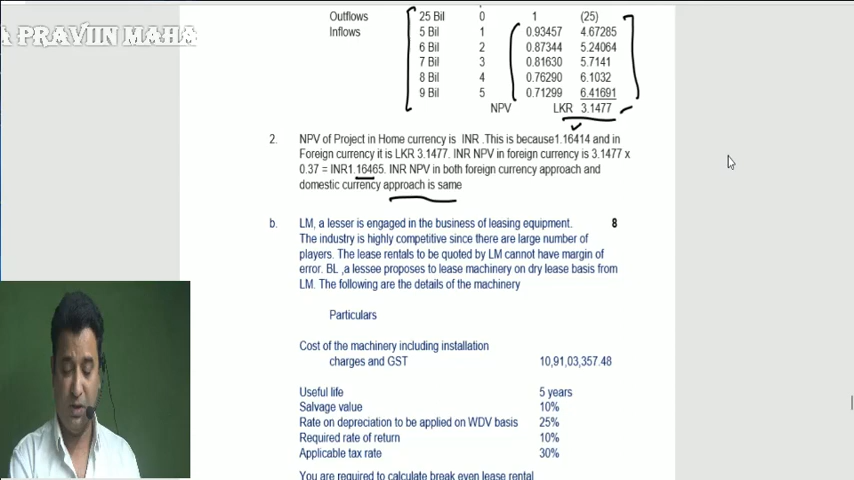 A PRAVIIN MAHA
Outflows 25 Bil 0 1 (25)
Inflows 5 Bil 1 0.93457 4.67285
6 Bil 2 0.87344 5.24064
7 Bil 3 0.81630 5.7141
8 Bil 4 0.76290 6.1032
9 Bil 5 0.71299 6.41691
NPV LKR 3.1477
2. NPV of Project in Home currency is INR .This is because1.16414 and in
Foreign currency it is LKR 3.1477. INR NPV in foreign currency is 3.1477 x
0.37 = INR1.16465. INR NPV in both foreign currency approach and
domestic currency approach is same
b. LM, a lesser is engaged in the business of leasing equipment. 8
The industry is highly competitive since there are large number of
players. The lease rentals to be quoted by LM cannot have margin of
error. BL ,a lessee proposes to lease machinery on dry lease basis from
LM. The following are the details of the machinery
Particulars
Cost of the machinery including installation
charges and GST 10,91,03,357.48
Useful life 5 years
Salvage value 10%
Rate on depreciation to be applied on WDV basis 25%
Required rate of return 10%
Applicable tax rate 30%
You are required to calculate break even lease rental